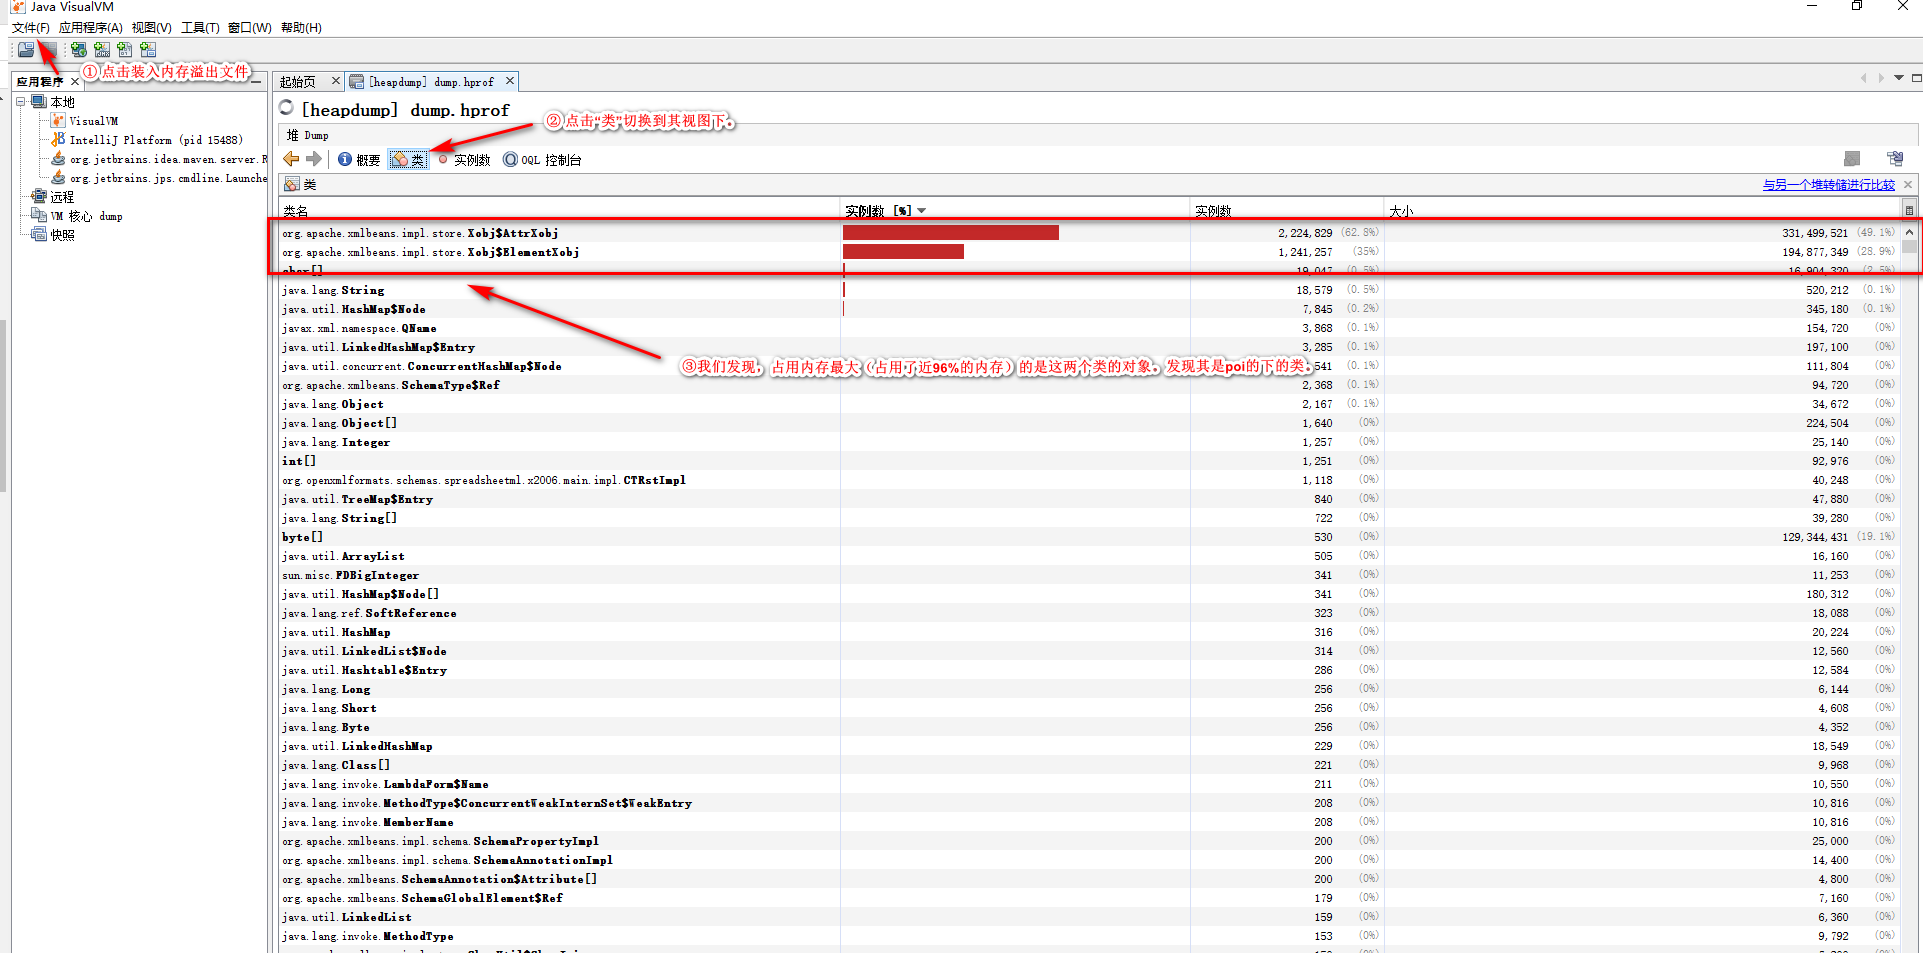 Java VisualVM
文件(F) 应用程序(A) 视图(V) 工具(T) 窗口(W) 帮助(H)
①点击装入内存溢出文件
应用程序
起始页 [heapdump] dump.hprof
本地
VisualVM
IntelliJ Platform (pid 15488)
org.jetbrains.idea.maven.server.R
org.jetbrains.jps.cmdline.Launche
远程
VM 核心 dump
快照
[heapdump] dump.hprof
②点击“类”切换到其视图下。
堆 Dump
概要 类 实例数 OQL 控制台
类 与另一个堆转储进行比较
类名 实例数 [%] 实例数 大小
org.apache.xmlbeans.impl.store.Xobj$AttrXobj 2,224,829 (62.8%) 331,499,521 (49.1%)
org.apache.xmlbeans.impl.store.Xobj$ElementXobj 1,241,257 (35%) 194,877,349 (28.9%)
char[] 19,047 (0.5%) 16,904,320 (2.5%)
java.lang.String 18,579 (0.5%) 520,212 (0.1%)
java.util.HashMap$Node 7,845 (0.2%) 345,180 (0.1%)
javax.xml.namespace.QName 3,868 (0.1%) 154,720 (0%)
java.util.LinkedHashMap$Entry 3,285 (0.1%) 197,100 (0%)
java.util.concurrent.ConcurrentHashMap$Node 541 (0.1%) 111,804 (0%)
③我们发现，占用内存最大（占用了近96%的内存）的是这两个类的对象。发现其是poi的下的类。
org.apache.xmlbeans.SchemaType$Ref 2,368 (0.1%) 94,720 (0%)
java.lang.Object 2,167 (0.1%) 34,672 (0%)
java.lang.Object[] 1,640 (0%) 224,504 (0%)
java.lang.Integer 1,257 (0%) 25,140 (0%)
int[] 1,251 (0%) 92,976 (0%)
org.openxmlformats.schemas.spreadsheetml.x2006.main.impl.CTRstImpl 1,118 (0%) 40,248 (0%)
java.util.TreeMap$Entry 840 (0%) 47,880 (0%)
java.lang.String[] 722 (0%) 39,280 (0%)
byte[] 530 (0%) 129,344,431 (19.1%)
java.util.ArrayList 505 (0%) 16,160 (0%)
sun.misc.FDBigInteger 341 (0%) 11,253 (0%)
java.util.HashMap$Node[] 341 (0%) 180,312 (0%)
java.lang.ref.SoftReference 323 (0%) 18,088 (0%)
java.util.HashMap 316 (0%) 20,224 (0%)
java.util.LinkedList$Node 314 (0%) 12,560 (0%)
java.util.Hashtable$Entry 286 (0%) 12,584 (0%)
java.lang.Long 256 (0%) 6,144 (0%)
java.lang.Short 256 (0%) 4,608 (0%)
java.lang.Byte 256 (0%) 4,352 (0%)
java.util.LinkedHashMap 229 (0%) 18,549 (0%)
java.lang.Class[] 221 (0%) 9,968 (0%)
java.lang.invoke.LambdaForm$Name 211 (0%) 10,550 (0%)
java.lang.invoke.MethodType$ConcurrentWeakInternSet$WeakEntry 208 (0%) 10,816 (0%)
java.lang.invoke.MemberName 208 (0%) 10,816 (0%)
org.apache.xmlbeans.impl.schema.SchemaPropertyImpl 200 (0%) 25,000 (0%)
org.apache.xmlbeans.impl.schema.SchemaAnnotationImpl 200 (0%) 14,400 (0%)
org.apache.xmlbeans.SchemaAnnotation$Attribute[] 200 (0%) 4,800 (0%)
org.apache.xmlbeans.SchemaGlobalElement$Ref 179 (0%) 7,160 (0%)
java.util.LinkedList 159 (0%) 6,360 (0%)
java.lang.invoke.MethodType 153 (0%) 9,792 (0%)